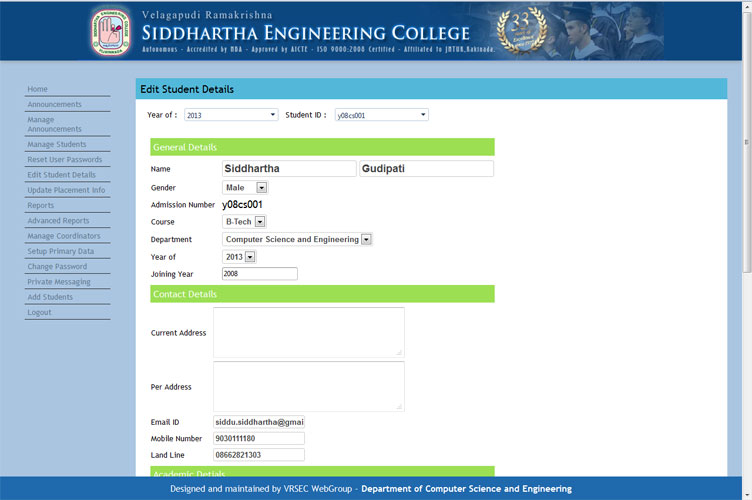 Velagapudi Ramakrishna
SIDDHARTHA ENGINEERING COLLEGE
Autonomous - Accredited by NBA - Approved by AICTE - ISO 9000:2008 Certified - Affiliated to JNTUK,Kakinada.
33
Home
Announcements
Manage
Announcements
Manage Students
Reset User Passwords
Edit Student Details
Update Placement Info
Reports
Advanced Reports
Manage Coordinators
Setup Primary Data
Change Password
Private Messaging
Add Students
Logout
Edit Student Details
Year of : 2013 Student ID : y08cs001
General Details
Name Siddhartha Gudipati
Gender Male
Admission Number y08cs001
Course B-Tech
Department Computer Science and Engineering
Year of 2013
Joining Year 2008
Contact Details
Current Address
Per Address
Email ID siddu.siddhartha@gmai
Mobile Number 9030111180
Land Line 08662821303
Academic Details
Designed and maintained by VRSEC WebGroup - Department of Computer Science and Engineering